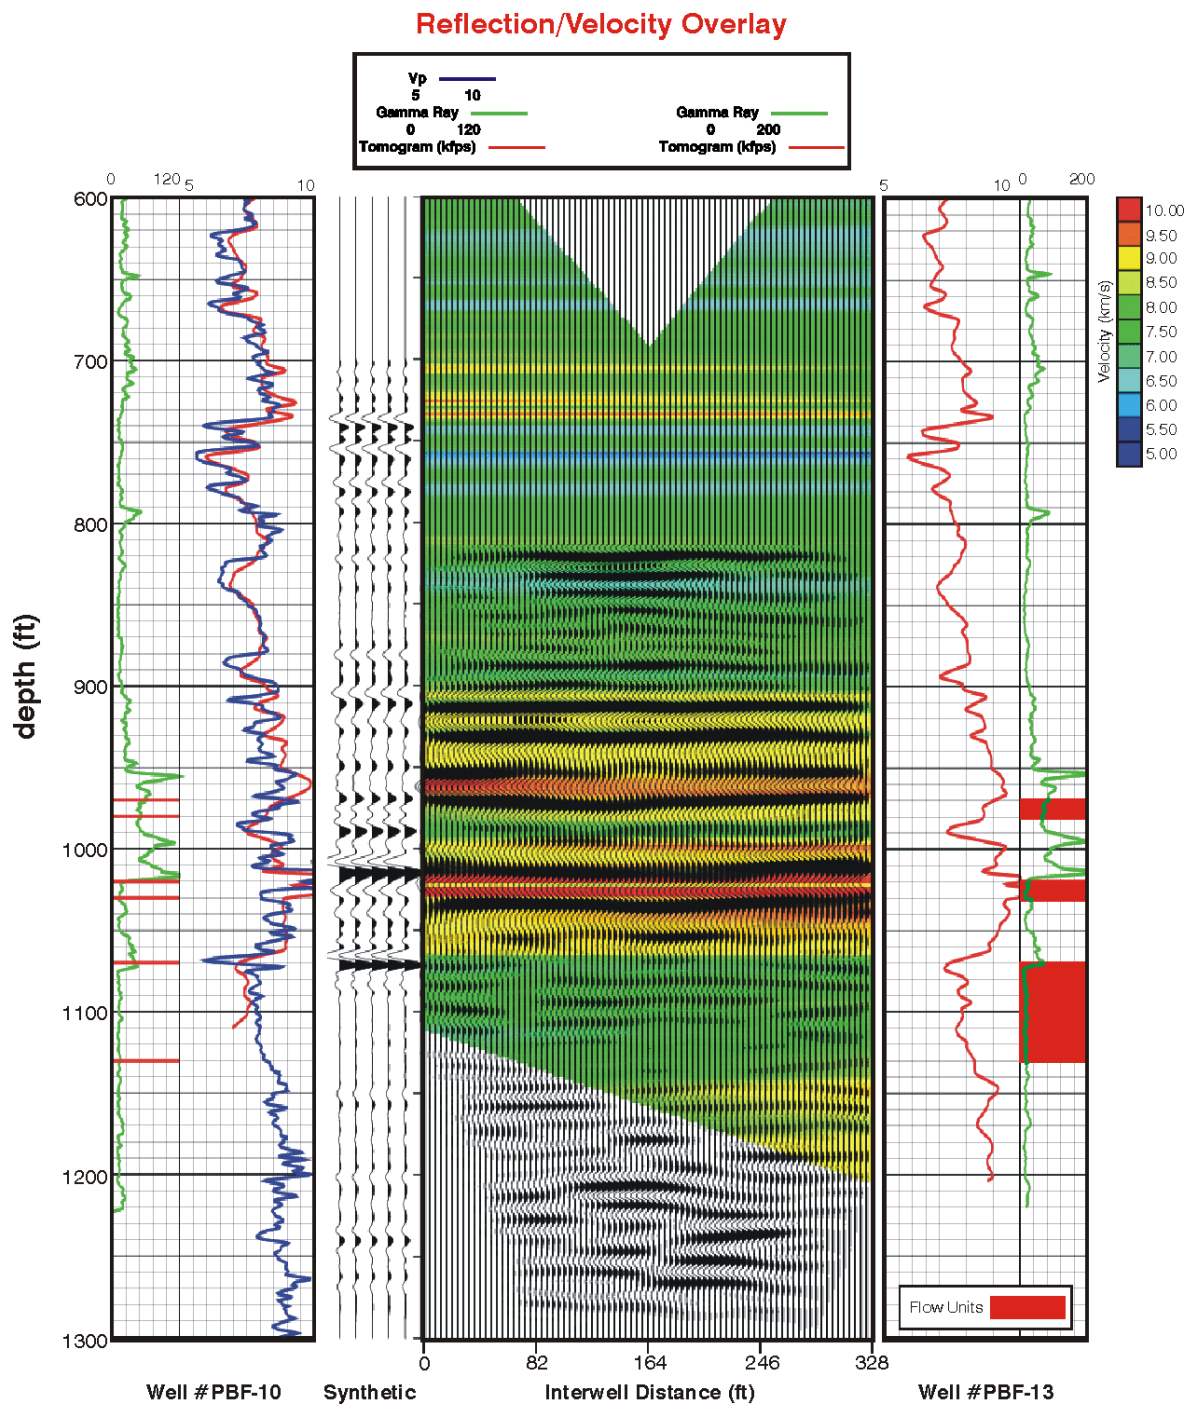 Reflection/Velocity Overlay
Vp
5 10
Gamma Ray Gamma Ray
0 120 0 200
Tomogram (kfps) Tomogram (kfps)
0 120 5 10 5 10 0 200
600
700
800
900
1000
1100
1200
1300
depth (ft)
10.00
9.50
9.00
8.50
8.00
7.50
7.00
6.50
6.00
5.50
5.00
Velocity (km/s)
Flow Units
0 82 164 246 328
Well #PBF-10 Synthetic Interwell Distance (ft) Well #PBF-13